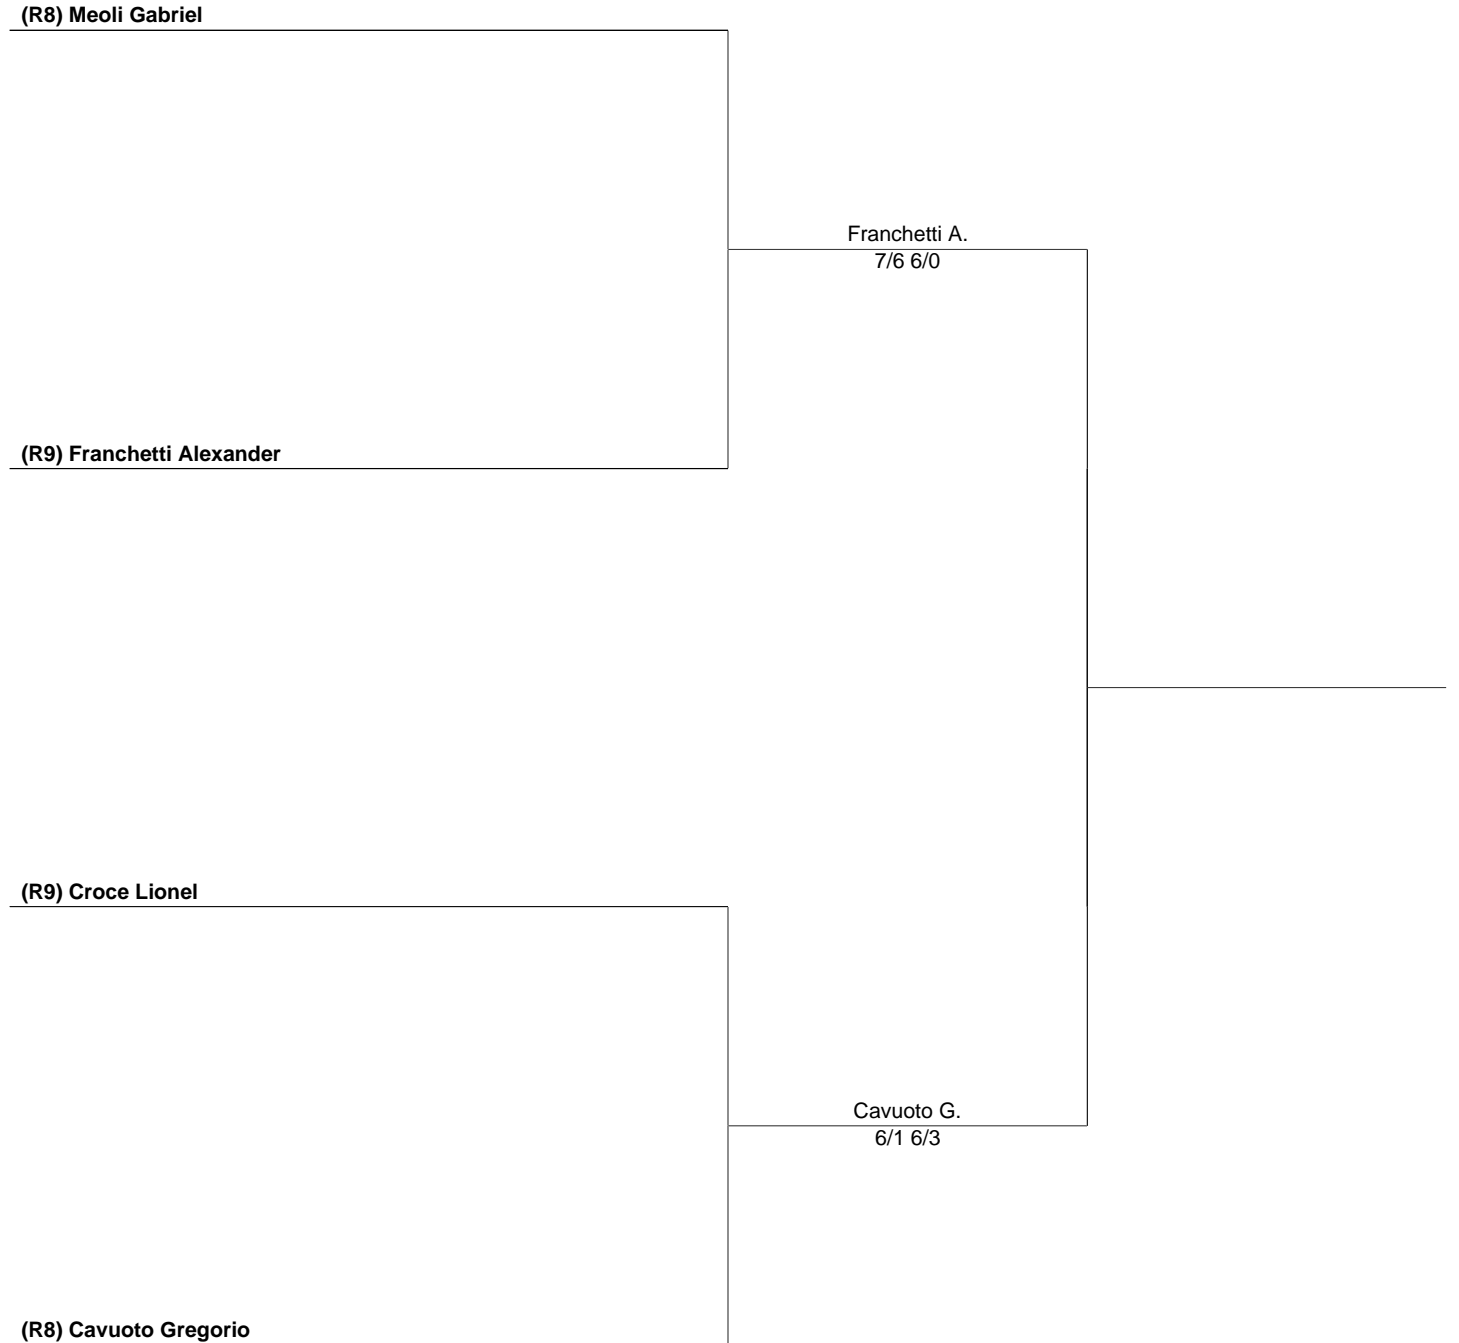 (R8) Meoli Gabriel
Franchetti A.
7/6 6/0
(R9) Franchetti Alexander
(R9) Croce Lionel
Cavuoto G.
6/1 6/3
(R8) Cavuoto Gregorio